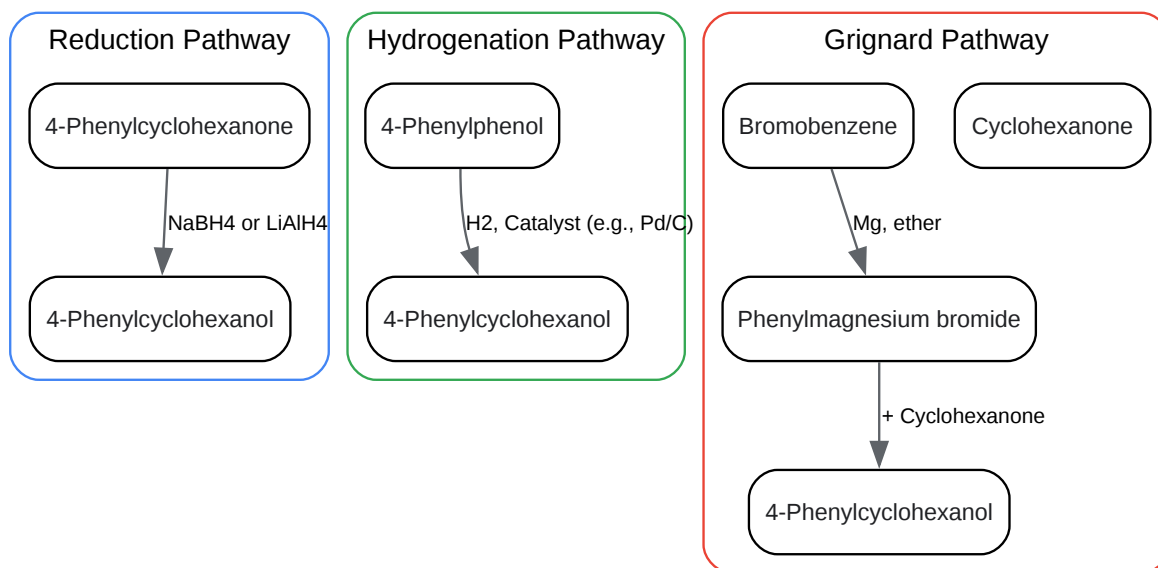 Reduction Pathway
4-Phenylcyclohexanone
NaBH4 or LiAlH4
4-Phenylcyclohexanol
Hydrogenation Pathway
4-Phenylphenol
H2, Catalyst (e.g., Pd/C)
4-Phenylcyclohexanol
Grignard Pathway
Bromobenzene
Cyclohexanone
Mg, ether
Phenylmagnesium bromide
+ Cyclohexanone
4-Phenylcyclohexanol